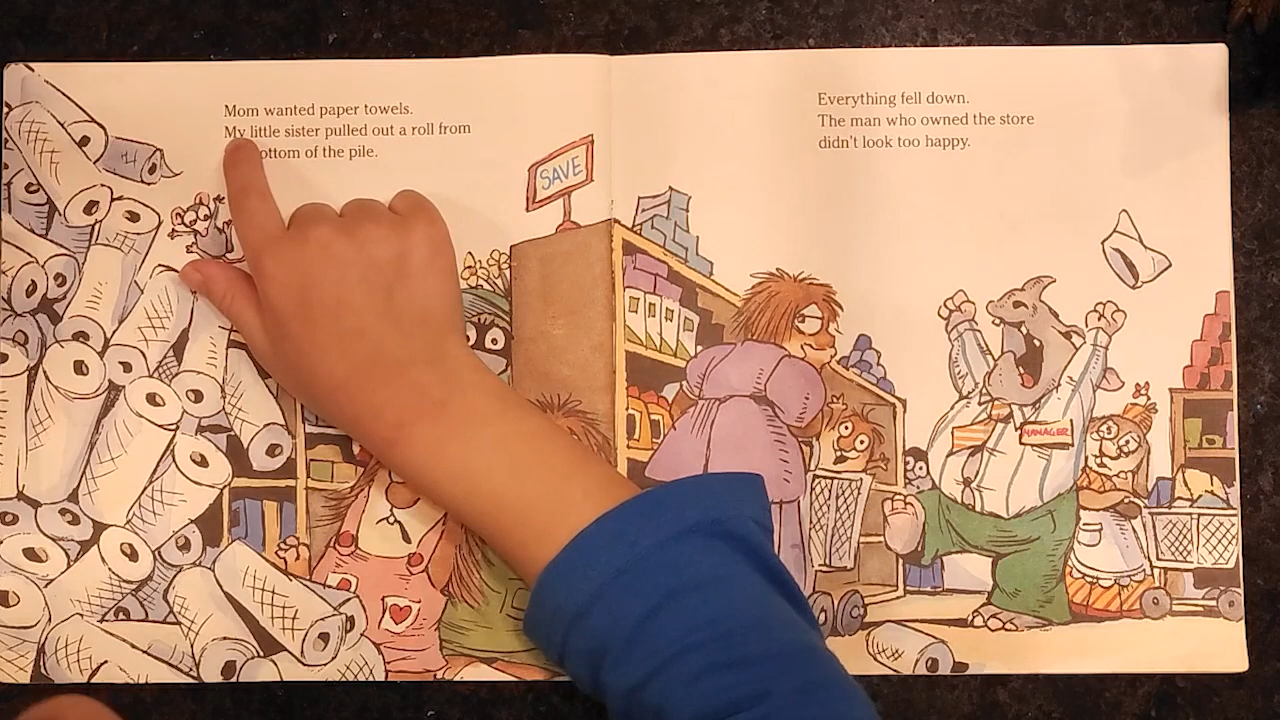 Mom wanted paper towels.
My little sister pulled out a roll from
ottom of the pile.
SAVE
Everything fell down.
The man who owned the store
didn't look too happy.
MANAGER